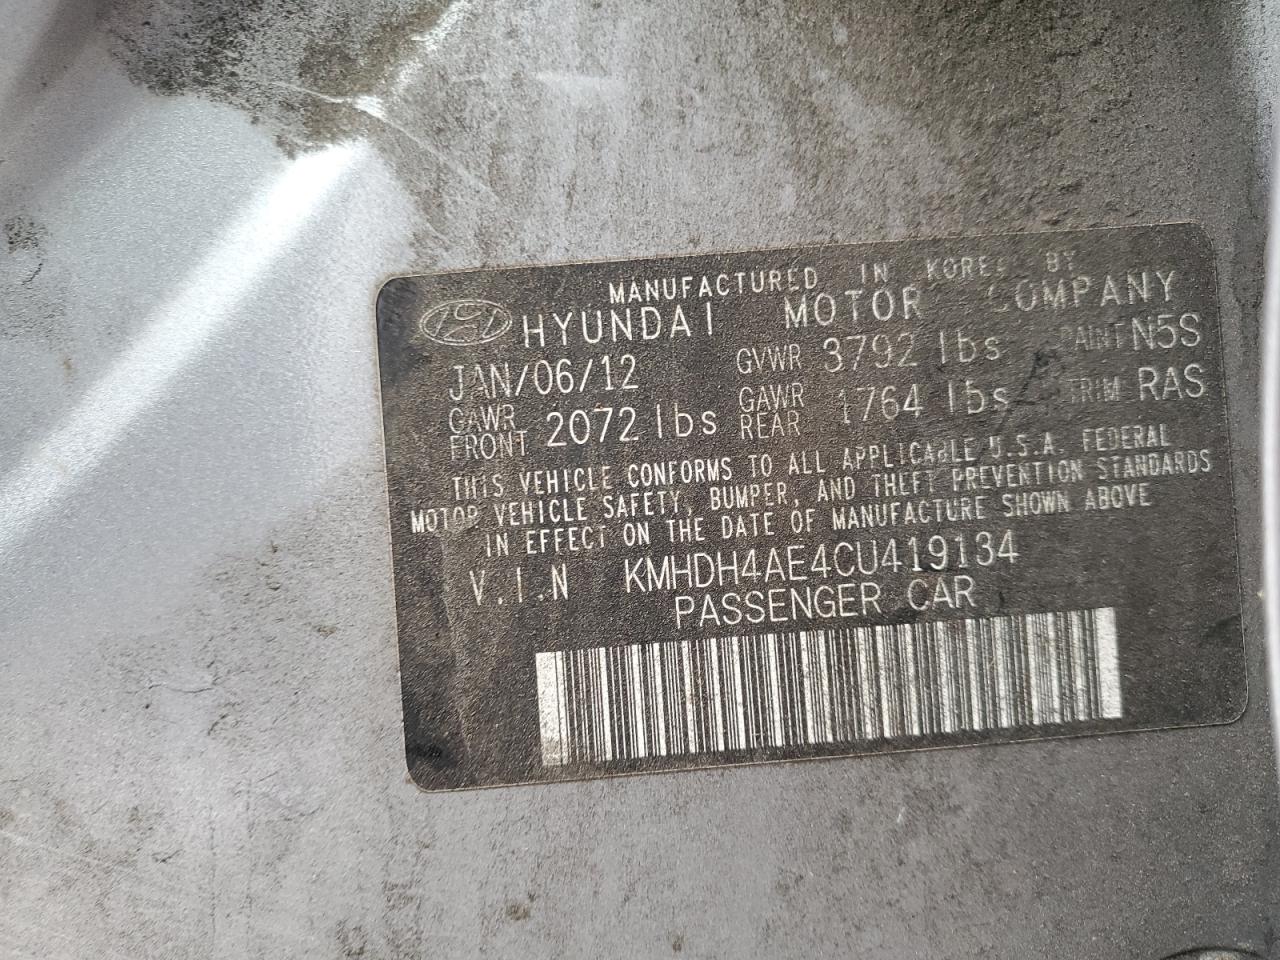 MANUFACTURED IN KOREA BY
HYUNDAI MOTOR COMPANY
JAN/06/12 GVWR 3792 lbs PAINT N5S
GAWR FRONT 2072 lbs GAWR REAR 1764 lbs TRIM RAS
THIS VEHICLE CONFORMS TO ALL APPLICABLE U.S.A. FEDERAL
MOTOR VEHICLE SAFETY, BUMPER, AND THEFT PREVENTION STANDARDS
IN EFFECT ON THE DATE OF MANUFACTURE SHOWN ABOVE
V.I.N KMHDH4AE4CU419134
PASSENGER CAR